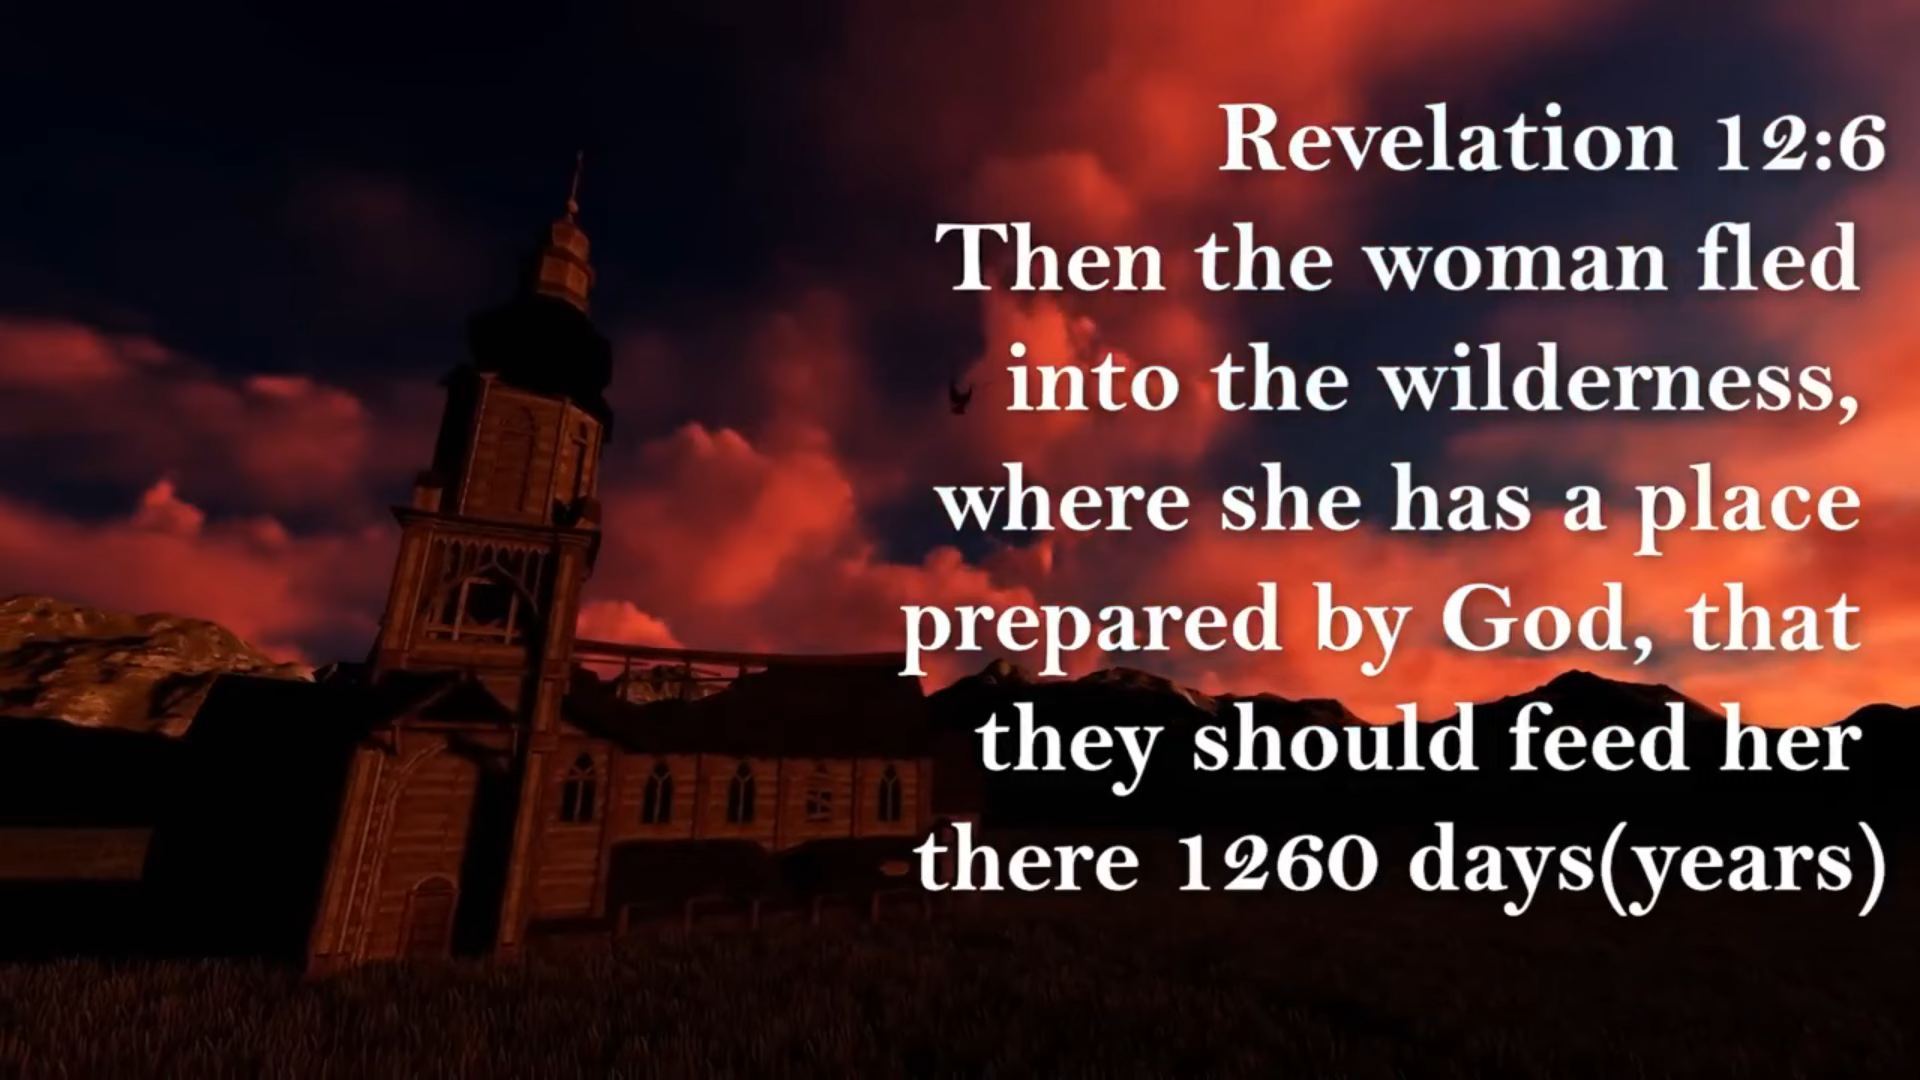 Revelation 12:6
Then the woman fled
into the wilderness,
where she has a place
prepared by God, that
they should feed her
there 1260 days(years)